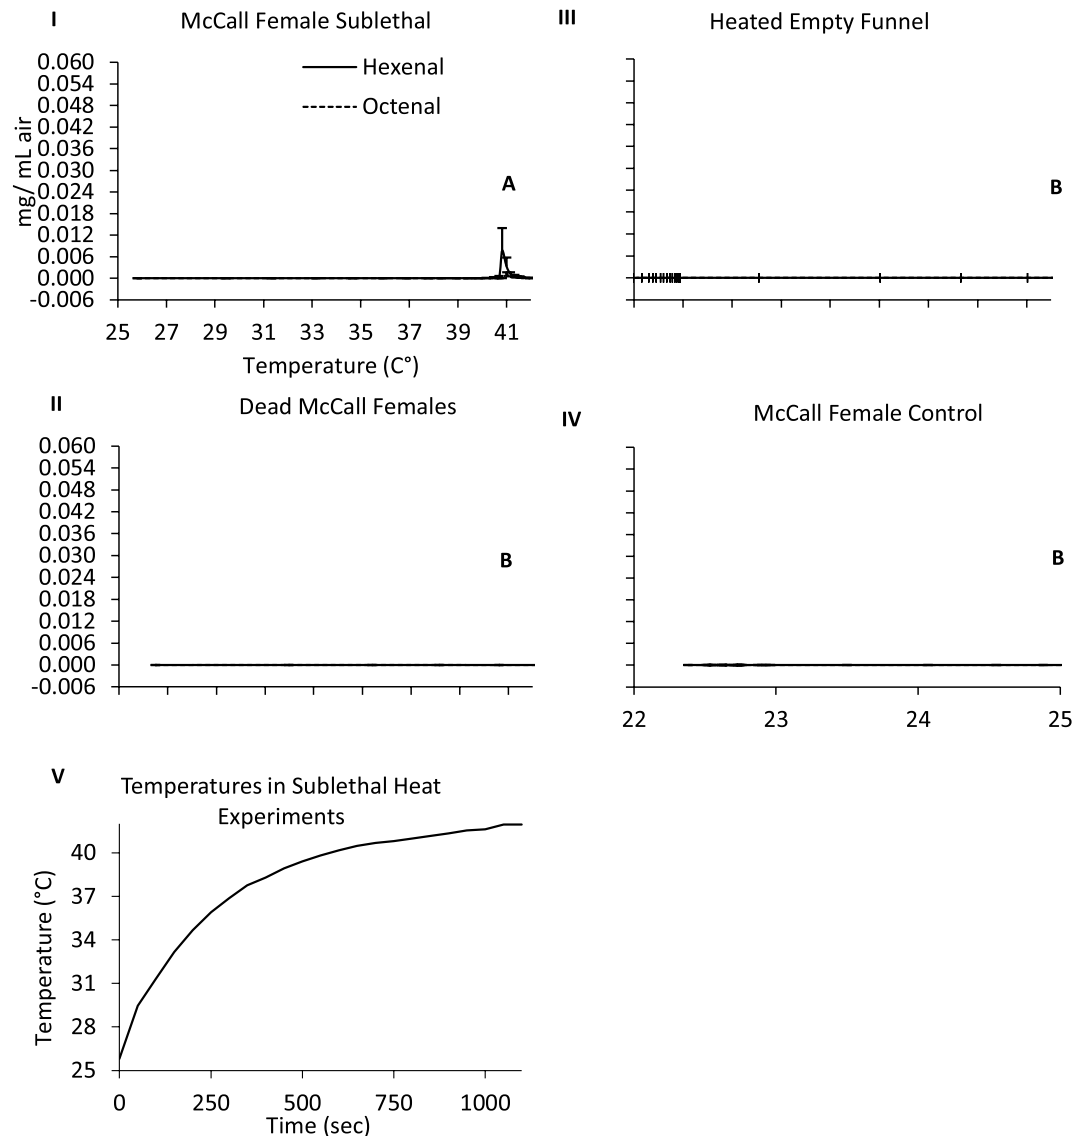 I
McCall Female Sublethal
Hexenal
Octenal
0.060
0.054
0.048
0.042
0.036
0.030
0.024
0.018
0.012
0.006
0.000
-0.006
mg/ mL air
A
25 27 29 31 33 35 37 39 41
Temperature (C°)
III
Heated Empty Funnel
B
II
Dead McCall Females
0.060
0.054
0.048
0.042
0.036
0.030
0.024
0.018
0.012
0.006
0.000
-0.006
B
IV
McCall Female Control
B
22 23 24 25
V
Temperatures in Sublethal Heat
Experiments
40
37
34
31
28
25
Temperature (°C)
0 250 500 750 1000
Time (sec)